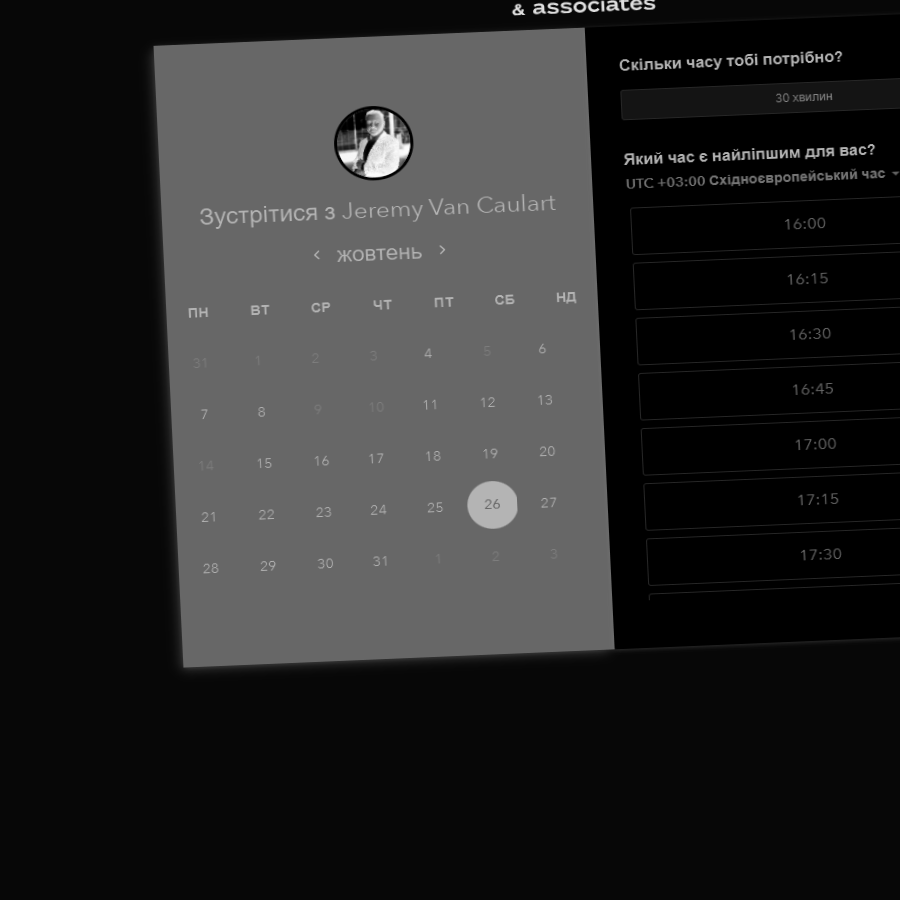 & associates
Зустрітися з Jeremy Van Caulart
жовтень
ПН ВТ СР ЧТ ПТ СБ НД
31 1 2 3 4 5 6
7 8 9 10 11 12 13
14 15 16 17 18 19 20
21 22 23 24 25 26 27
28 29 30 31 1 2 3
Скільки часу тобі потрібно?
30 хвилин
Який час є найліпшим для вас?
UTC +03:00 Східноєвропейський час
16:00
16:15
16:30
16:45
17:00
17:15
17:30